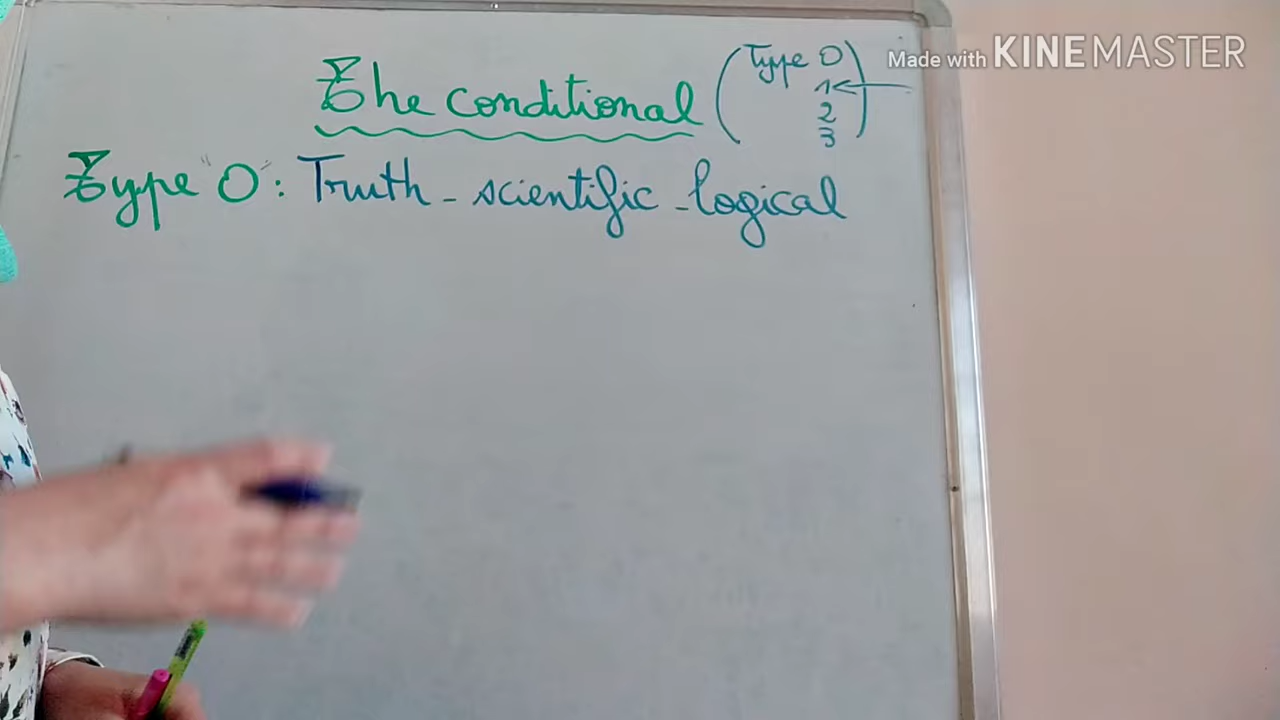 Made with KINEMASTER
The conditional (Type 0
1
2
3)
Type "0": Truth - scientific - logical